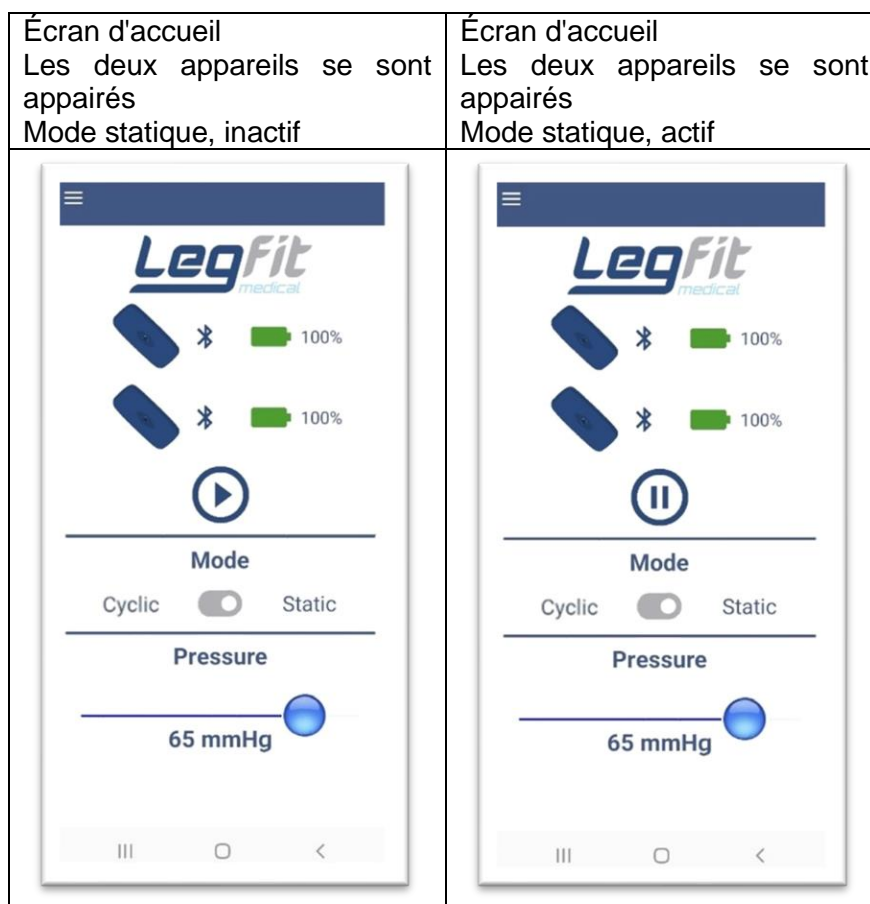 Écran d'accueil
Les deux appareils se sont
appairés
Mode statique, inactif
Écran d'accueil
Les deux appareils se sont
appairés
Mode statique, actif
LegFit
medical
100%
100%
Mode
Cyclic Static
Pressure
65 mmHg
LegFit
medical
100%
100%
Mode
Cyclic Static
Pressure
65 mmHg